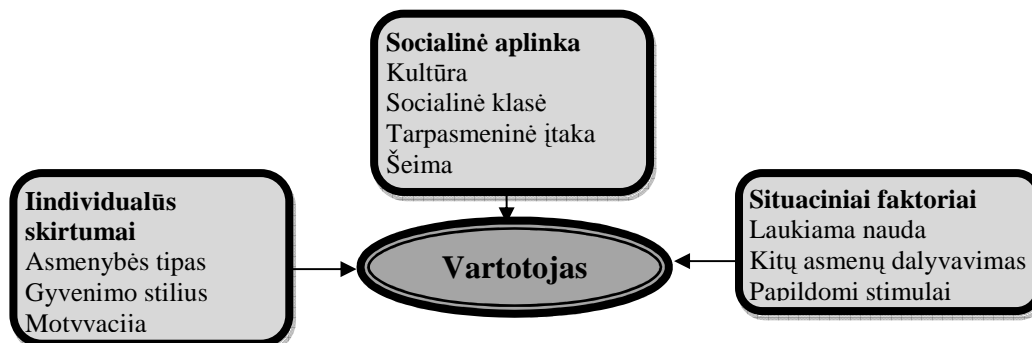 Socialinė aplinka
Kultūra
Socialinė klasė
Tarpasmeninė įtaka
Šeima
Iindividualūs
skirtumai
Asmenybės tipas
Gyvenimo stilius
Motyvacija
Vartotojas
Situaciniai faktoriai
Laukiama nauda
Kitų asmenų dalyvavimas
Papildomi stimulai